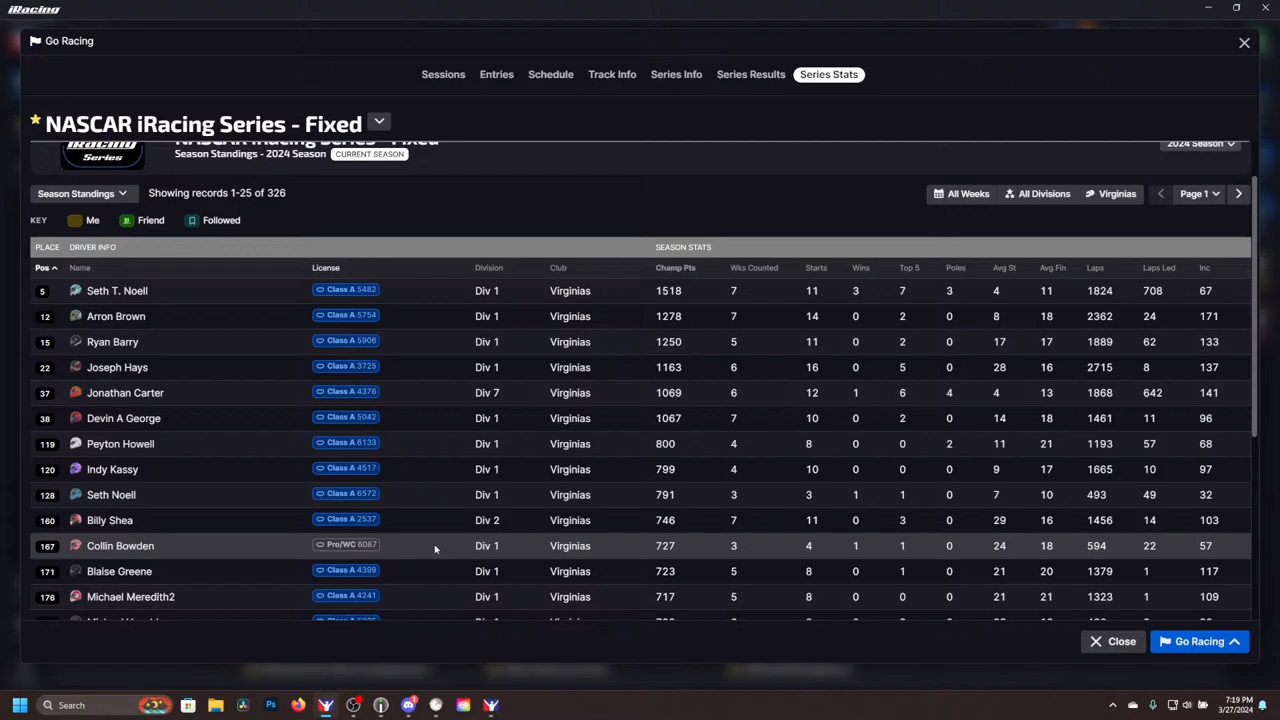 iRacing
Go Racing
Sessions Entries Schedule Track Info Series Info Series Results Series Stats
NASCAR iRacing Series - Fixed
iRacing Series
NASCAR iRacing Series - Fixed
Season Standings - 2024 Season CURRENT SEASON
2024 Season
Season Standings Showing records 1-25 of 326 All Weeks All Divisions Virginias Page 1
KEY Me Friend Followed
PLACE DRIVER INFO SEASON STATS
Pos Name License Division Club Champ Pts Wks Counted Starts Wins Top 5 Poles Avg St Avg Fin Laps Laps Led Inc
5 Seth T. Noell Class A 5482 Div 1 Virginias 1518 7 11 3 7 3 4 11 1824 708 67
12 Arron Brown Class A 5754 Div 1 Virginias 1278 7 14 0 2 0 8 18 2362 24 171
15 Ryan Barry Class A 5906 Div 1 Virginias 1250 5 11 0 2 0 17 17 1889 62 133
22 Joseph Hays Class A 3725 Div 1 Virginias 1163 6 16 0 5 0 28 16 2715 8 137
37 Jonathan Carter Class A 4376 Div 7 Virginias 1069 6 12 1 6 4 4 13 1868 642 141
38 Devin A George Class A 5042 Div 1 Virginias 1067 7 10 0 2 0 14 18 1461 11 96
119 Peyton Howell Class A 6133 Div 1 Virginias 800 4 8 0 0 2 11 21 1193 57 68
120 Indy Kassy Class A 4517 Div 1 Virginias 799 4 10 0 0 0 9 17 1665 10 97
128 Seth Noell Class A 6572 Div 1 Virginias 791 3 3 1 1 0 7 10 493 49 32
160 Billy Shea Class A 2537 Div 2 Virginias 746 7 11 0 3 0 29 16 1456 14 103
167 Collin Bowden Pro/WC 6087 Div 1 Virginias 727 3 4 1 1 0 24 18 594 22 57
171 Blaise Greene Class A 4399 Div 1 Virginias 723 5 8 0 1 0 21 20 1379 1 117
176 Michael Meredith2 Class A 4241 Div 1 Virginias 717 5 8 0 0 0 21 21 1323 1 109
Close Go Racing
Search
7:19 PM
3/27/2024